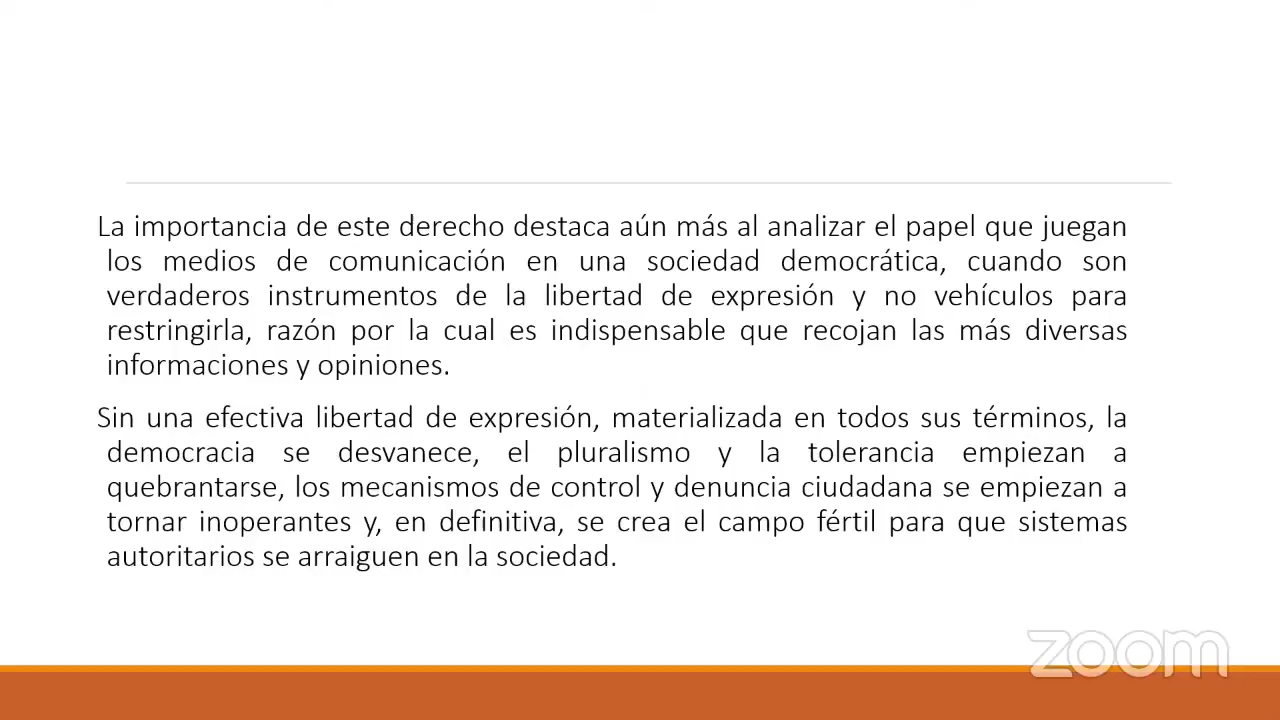 La importancia de este derecho destaca aún más al analizar el papel que juegan
los medios de comunicación en una sociedad democrática, cuando son
verdaderos instrumentos de la libertad de expresión y no vehículos para
restringirla, razón por la cual es indispensable que recojan las más diversas
informaciones y opiniones.
Sin una efectiva libertad de expresión, materializada en todos sus términos, la
democracia se desvanece, el pluralismo y la tolerancia empiezan a
quebrantarse, los mecanismos de control y denuncia ciudadana se empiezan a
tornar inoperantes y, en definitiva, se crea el campo fértil para que sistemas
autoritarios se arraiguen en la sociedad.
zoom